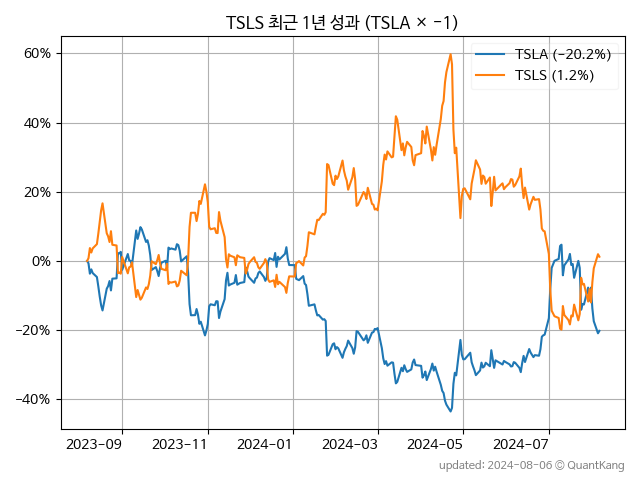 TSLS 최근 1년 성과 (TSLA × -1)
TSLA (-20.2%)
TSLS (1.2%)
60%
40%
20%
0%
-20%
-40%
2023-09 2023-11 2024-01 2024-03 2024-05 2024-07
updated: 2024-08-06 © QuantKang